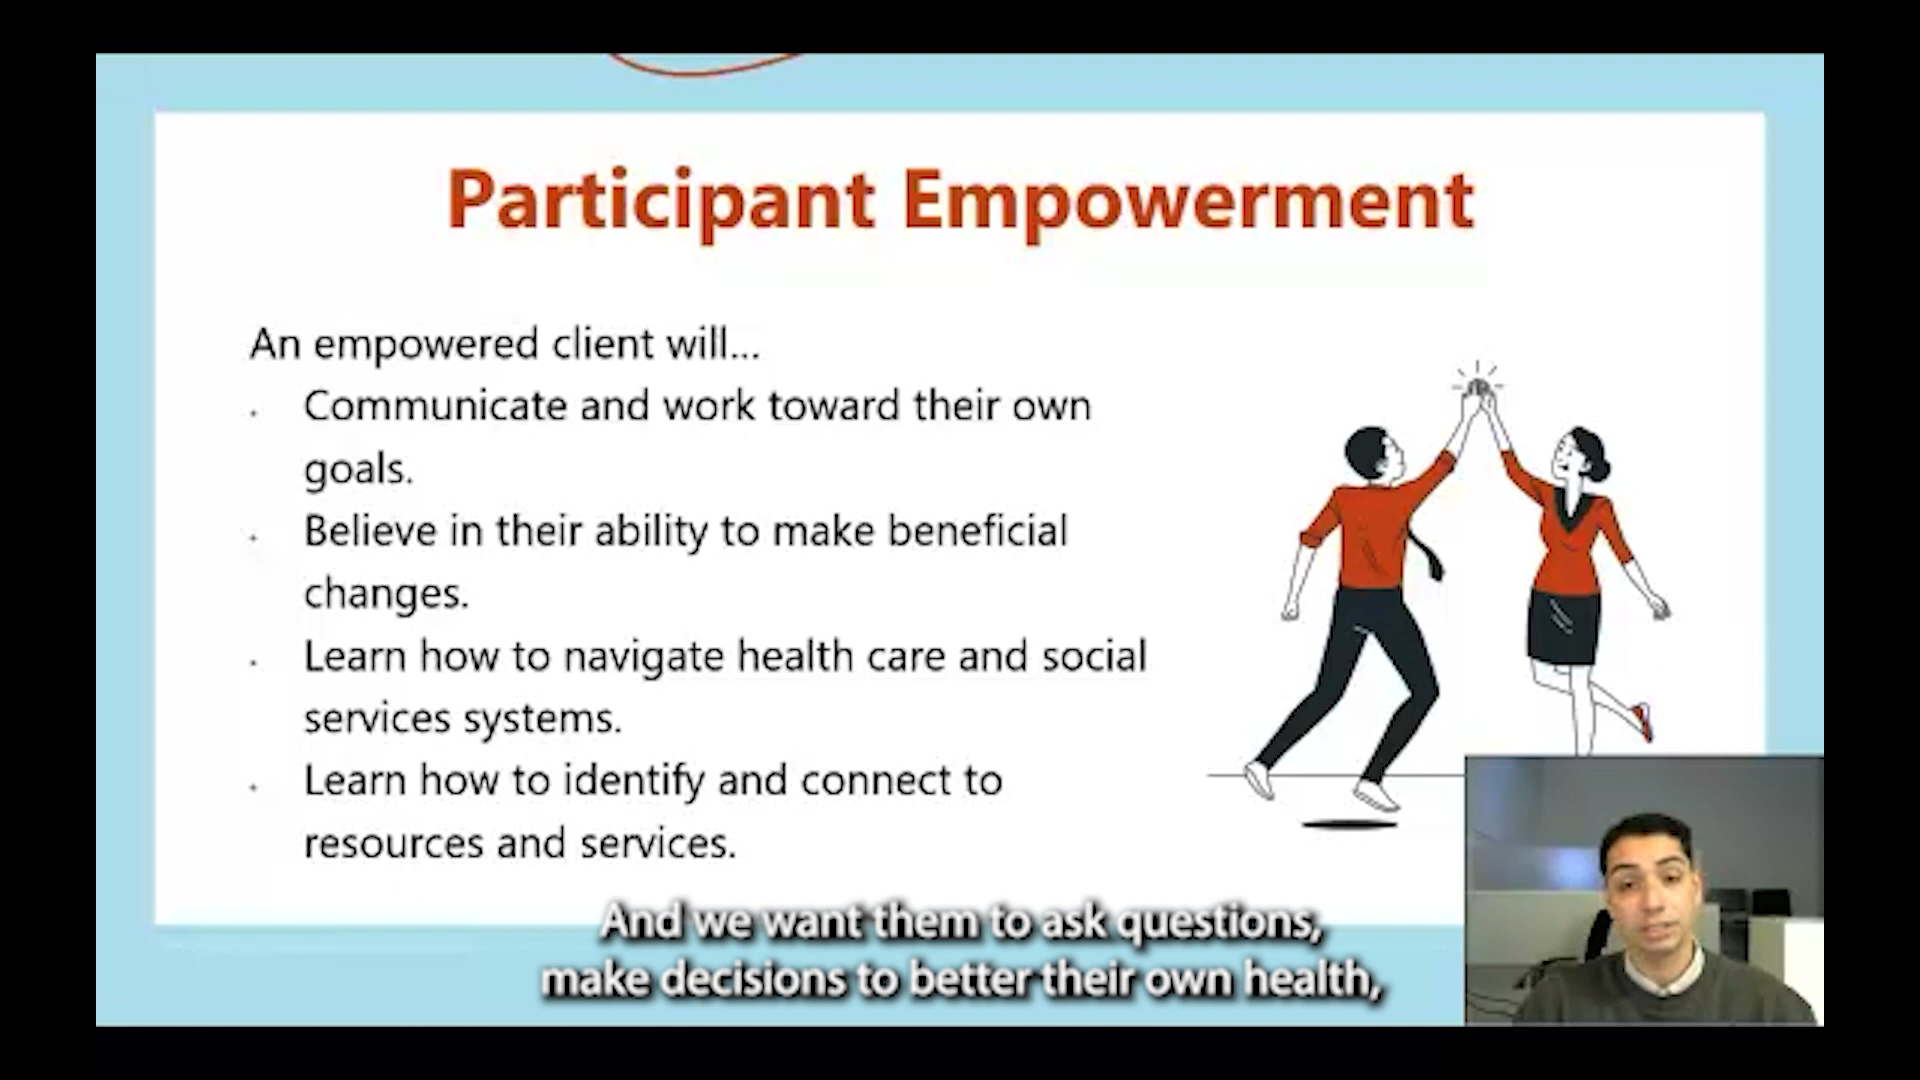 Participant Empowerment
An empowered client will...
· Communicate and work toward their own
goals.
· Believe in their ability to make beneficial
changes.
· Learn how to navigate health care and social
services systems.
· Learn how to identify and connect to
resources and services.
And we want them to ask questions,
make decisions to better their own health,